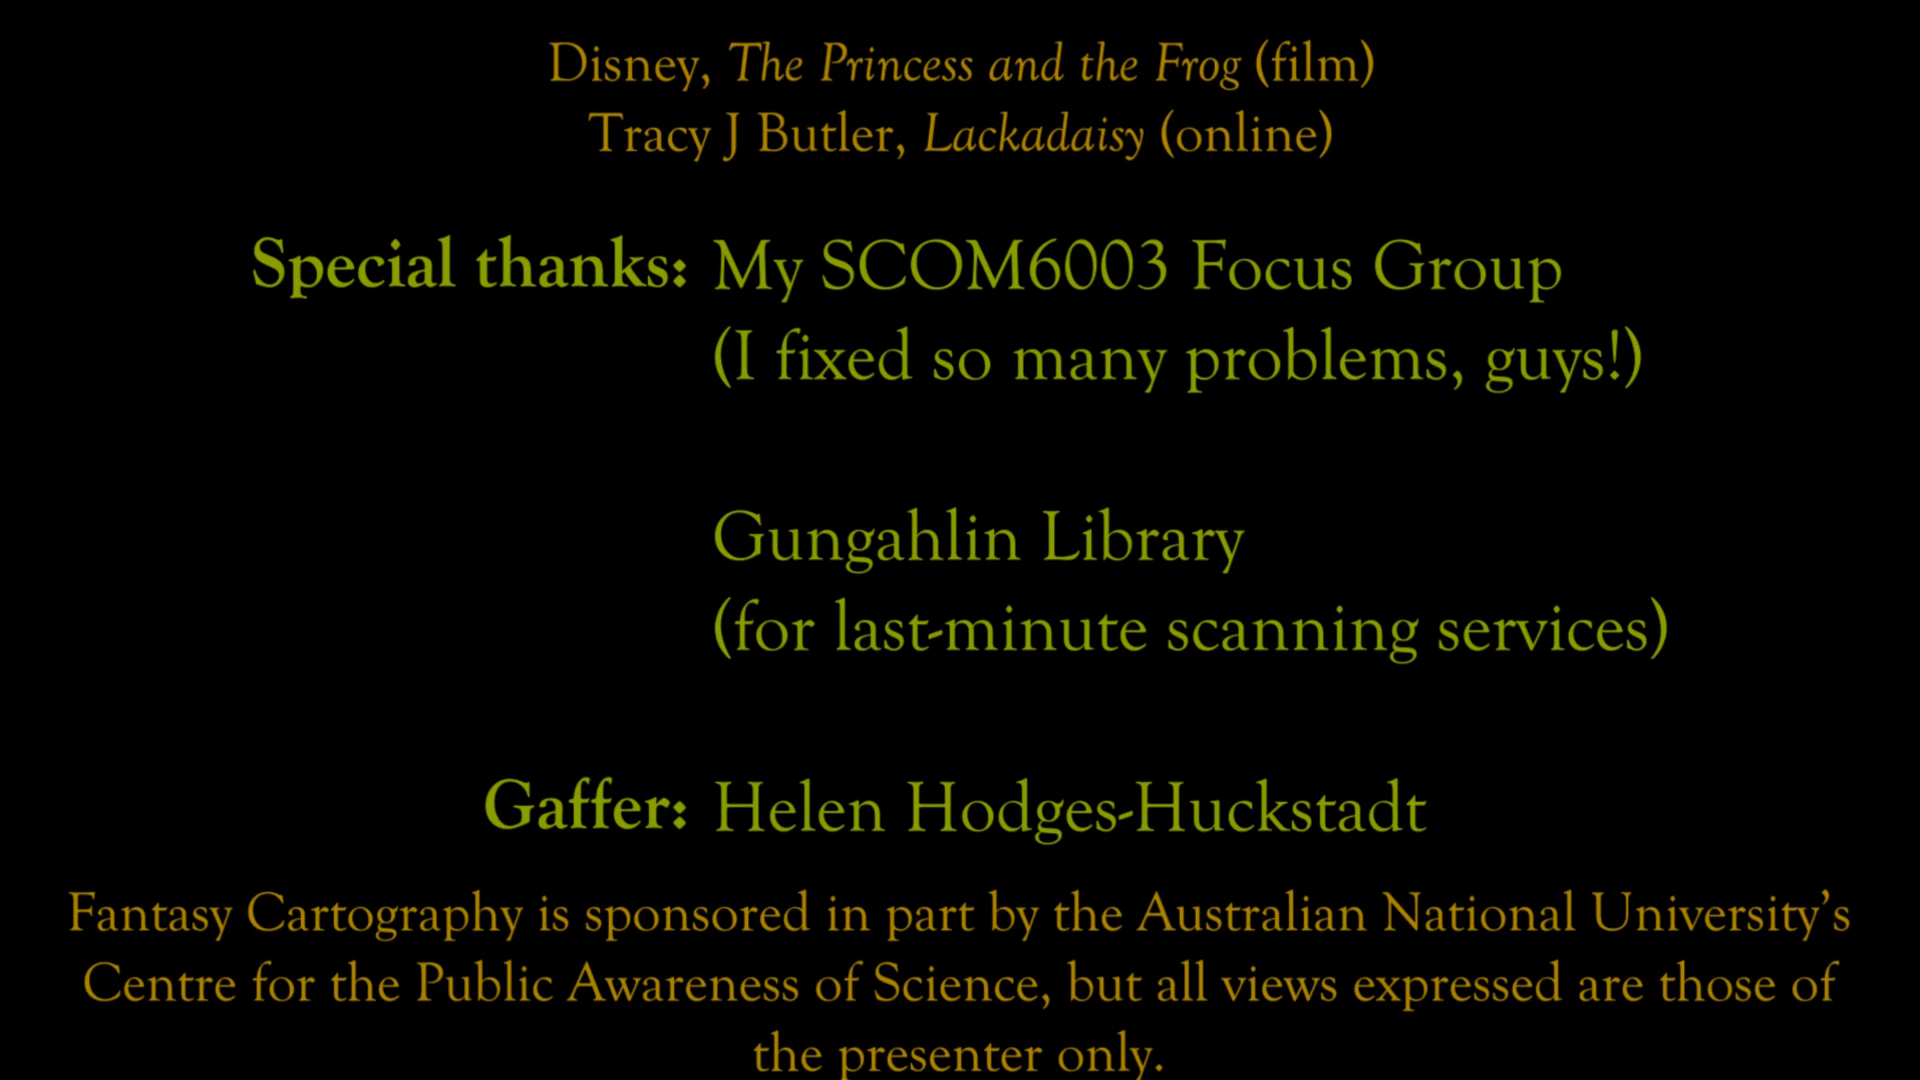 Disney, The Princess and the Frog (film)
Tracy J Butler, Lackadaisy (online)
Special thanks: My SCOM6003 Focus Group
(I fixed so many problems, guys!)
Gungahlin Library
(for last-minute scanning services)
Gaffer: Helen Hodges-Huckstadt
Fantasy Cartography is sponsored in part by the Australian National University's
Centre for the Public Awareness of Science, but all views expressed are those of
the presenter only.